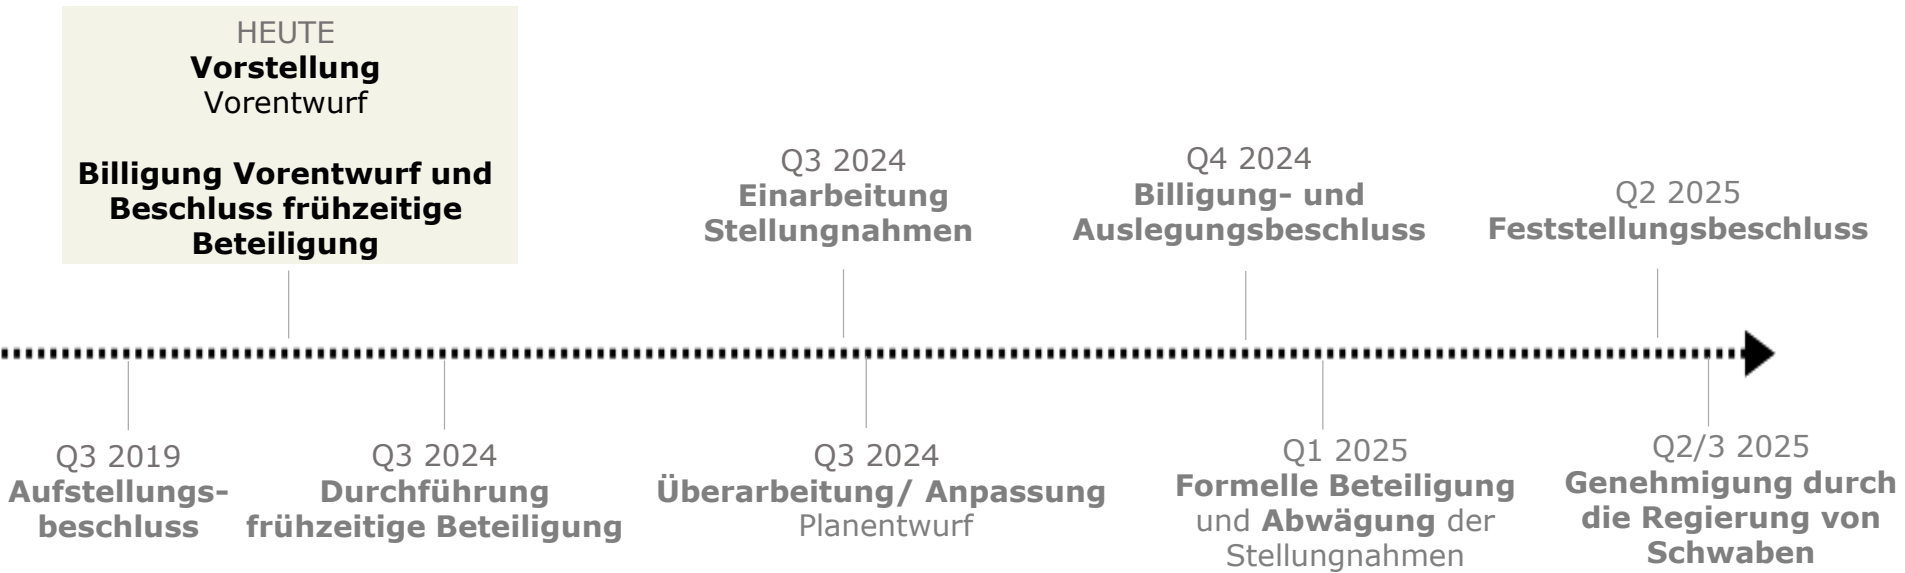 HEUTE
Vorstellung
Vorentwurf
Billigung Vorentwurf und
Beschluss frühzeitige
Beteiligung
Q3 2024
Einarbeitung
Stellungnahmen
Q4 2024
Billigung- und
Auslegungsbeschluss
Q2 2025
Feststellungsbeschluss
Q3 2019
Aufstellungs-
beschluss
Q3 2024
Durchführung
frühzeitige Beteiligung
Q3 2024
Überarbeitung/ Anpassung
Planentwurf
Q1 2025
Formelle Beteiligung
und Abwägung der
Stellungnahmen
Q2/3 2025
Genehmigung durch
die Regierung von
Schwaben